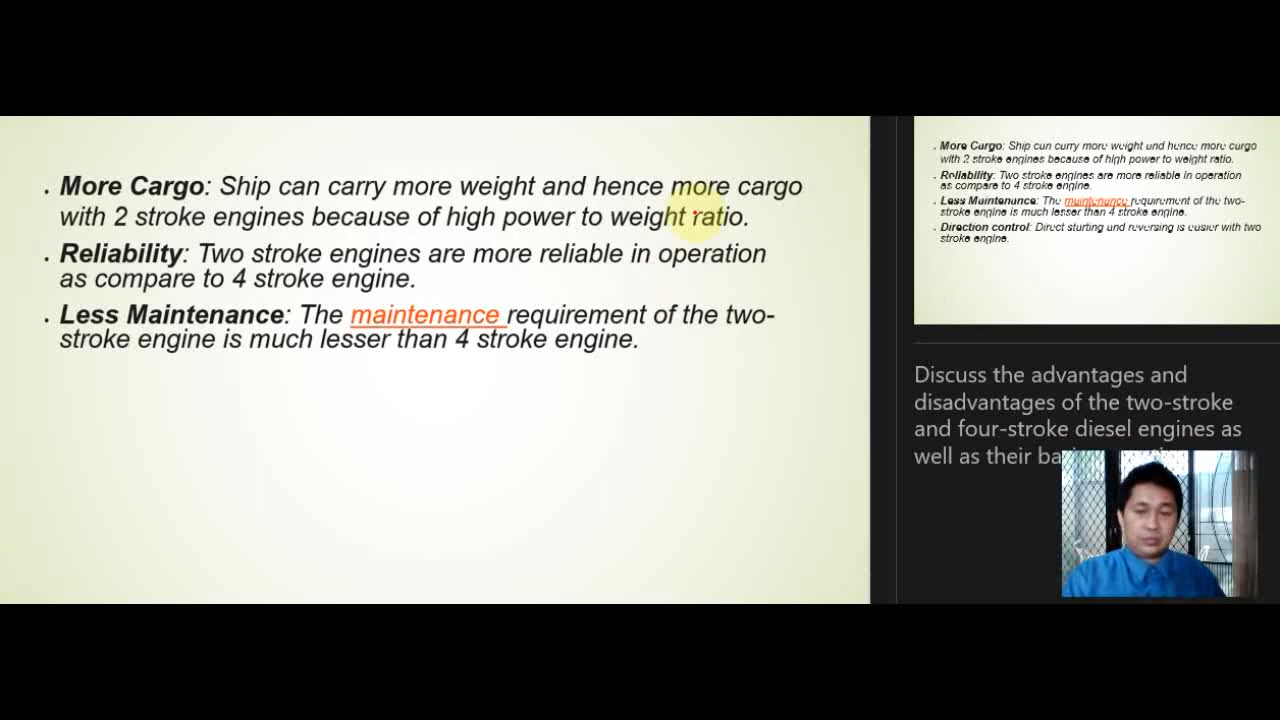 More Cargo: Ship can carry more weight and hence more cargo
with 2 stroke engines because of high power to weight ratio.
Reliability: Two stroke engines are more reliable in operation
as compare to 4 stroke engine.
Less Maintenance: The maintenance requirement of the two-
stroke engine is much lesser than 4 stroke engine.
More Cargo: Ship can carry more weight and hence more cargo
with 2 stroke engines because of high power to weight ratio.
Reliability: Two stroke engines are more reliable in operation
as compare to 4 stroke engine.
Less Maintenance: The maintenance requirement of the two-
stroke engine is much lesser than 4 stroke engine.
Direction control: Direct starting and reversing is easier with two
stroke engine.
Discuss the advantages and
disadvantages of the two-stroke
and four-stroke diesel engines as
well as their